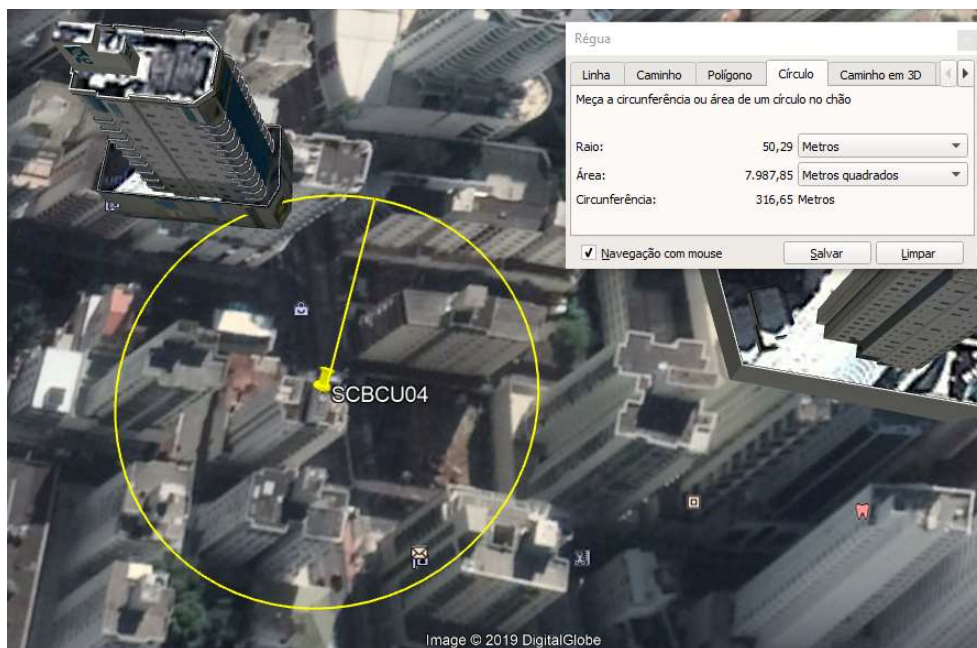 Régua
Linha
Caminho
Polígono
Círculo
Caminho em 3D
Meça a circunferência ou área de um círculo no chão
Raio: 50,29 Metros
Área: 7.987,85 Metros quadrados
Circunferência: 316,65 Metros
Navegação com mouse
Salvar
Limpar
SCBCU04
Image © 2019 DigitalGlobe